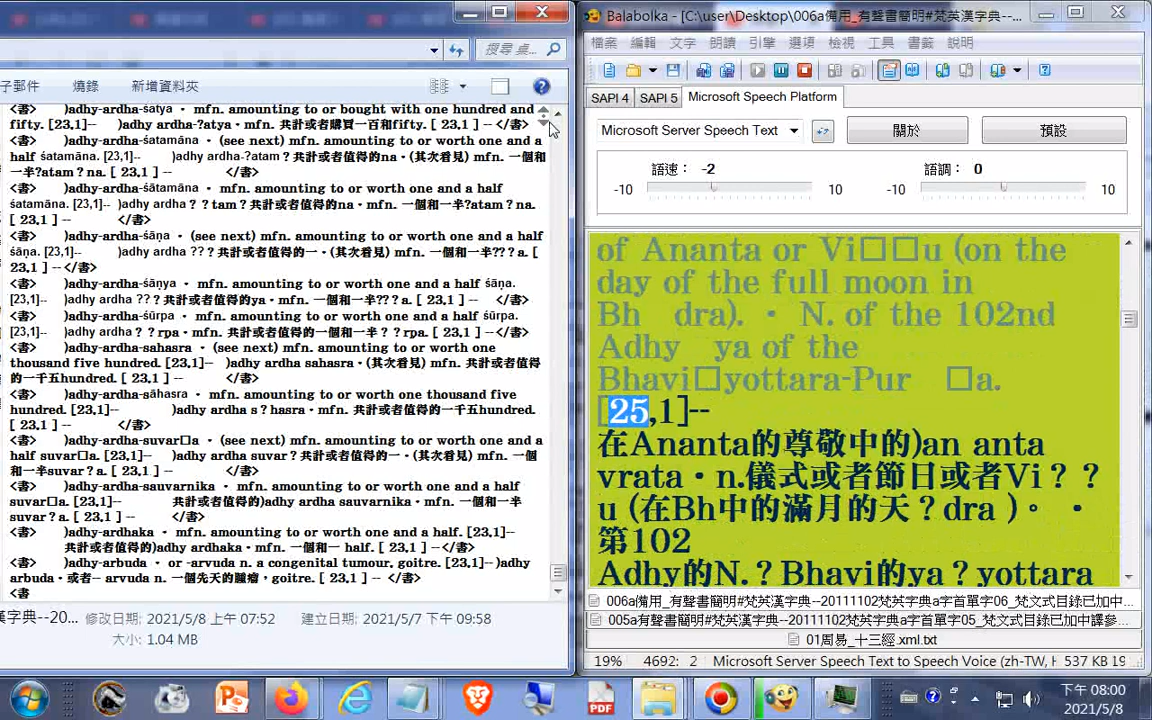 搜尋 桌...
子郵件 燒錄 新增資料夾
<書> )adhy-ardha-śatya · mfn. amounting to or bought with one hundred and
fifty. [23,1]-- )adhy ardha-?atya · mfn. 共計或者購買一百和fifty. [ 23,1 ] --</書>
<書> )adhy-ardha-śatamāna · (see next) mfn. amounting to or worth one and a
half śatamāna. [23,1]-- )adhy ardha-?atam ? 共計或者值得的na · (其次看見) mfn. 一個和
一半?atam ? na. [ 23,1 ] -- </書>
<書> )adhy-ardha-śātamāna · mfn. amounting to or worth one and a half
śatamāna. [23,1]-- )adhy ardha ? ? tam ? 共計或者值得的na · mfn. 一個和一半?atam ? na.
[ 23,1 ] -- </書>
<書> )adhy-ardha-śāṇa · (see next) mfn. amounting to or worth one and a half
śāṇa. [23,1]-- )adhy ardha ?? ? 共計或者值得的一 · (其次看見) mfn. 一個和一半???a. [
23,1 ] --</書>
<書> )adhy-ardha-śāṇya · mfn. amounting to or worth one and a half śāṇa.
[23,1]-- )adhy ardha ?? ? 共計或者值得的ya · mfn. 一個和一半???a. [ 23,1 ] -- </書>
<書> )adhy-ardha-śūrpa · mfn. amounting to or worth one and a half śūrpa.
[23,1]-- )adhy ardha ? ? rpa · mfn. 共計或者值得的一個和一半 ? ? rpa. [ 23,1 ] -- </書>
<書> )adhy-ardha-sahasra · (see next) mfn. amounting to or worth one
thousand five hundred. [23,1]-- )adhy ardha sahasra · (其次看見) mfn. 共計或者值得
的一千五hundred. [ 23,1 ] -- </書>
<書> )adhy-ardha-sāhasra · mfn. amounting to or worth one thousand five
hundred. [23,1]-- )adhy ardha s ? hasra · mfn. 共計或者值得的一千五hundred.
[ 23,1 ] -- </書>
<書> )adhy-ardha-suvar□a · (see next) mfn. amounting to or worth one and a
half suvar□a. [23,1]-- )adhy ardha suvar ? 共計或者值得的一 · (其次看見) mfn. 一個
和一半suvar ? a. [ 23,1 ] -- </書>
<書> )adhy-ardha-sauvarnika · mfn. amounting to or worth one and a half
suvar□a. [23,1]-- 共計或者值得的)adhy ardha sauvarnika · mfn. 一個和一半
suvar ? a. [ 23,1 ] -- </書>
<書> )adhy-ardhaka · mfn. amounting to or worth one and a half. [23,1]--
共計或者值得的)adhy ardhaka · mfn. 一個和一 half. [ 23,1 ] -- </書>
<書> )adhy-arbuda · or -arvuda n. a congenital tumour, goitre. [23,1]-- )adhy
arbuda · 或者-- arvuda n. 一個先天的腫瘤 · goitre. [ 23,1 ] -- </書>
<書
漢字典--20... 修改日期: 2021/5/8 上午 07:52 建立日期: 2021/5/7 下午 09:58
大小: 1.04 MB
Balabolka - [C:\user\Desktop\006a備用_有聲書簡明#梵英漢字典--...
檔案 編輯 文字 朗讀 引擎 選項 檢視 工具 書籤 說明
SAPI 4 SAPI 5 Microsoft Speech Platform
Microsoft Server Speech Text 關於 預設
語速: -2 語調: 0
-10 10 -10 10
of Ananta or Vi□□u (on the
day of the full moon in
Bh dra). · N. of the 102nd
Adhy ya of the
Bhavi□yottara-Pur □a.
[25,1]--
在Ananta的尊敬中的)an anta
vrata · n.儀式或者節日或者Vi ? ?
u (在Bh中的滿月的天 ? dra )。 ·
第102
Adhy的N. ? Bhavi的ya ? yottara
006a備用_有聲書簡明#梵英漢字典--20111102梵英字典a字首單字06_梵文式目錄已加中...
005a有聲書簡明#梵英漢字典--20111102梵英字典a字首單字05_梵文式目錄已加中譯參...
01周易_十三經.xml.txt
19% 4692: 2 Microsoft Server Speech Text to Speech Voice (zh-TW, H 537 KB 19
PDF
下午 08:00
2021/5/8